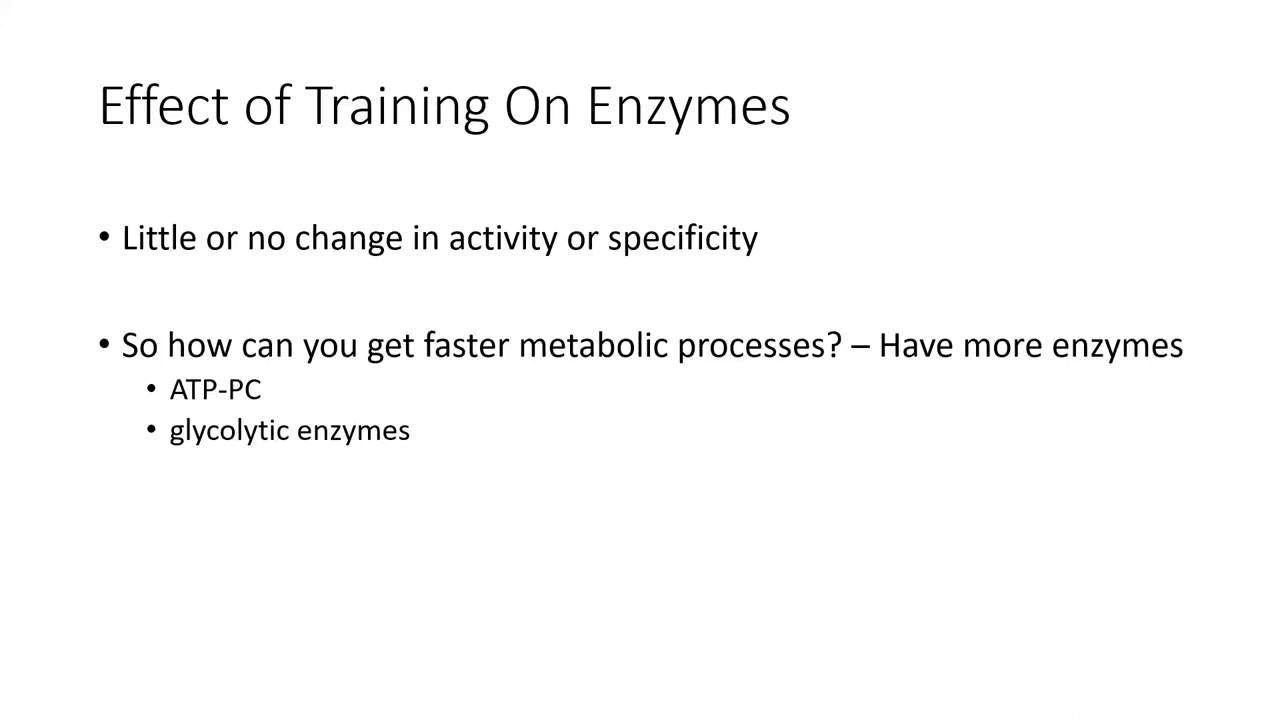 Effect of Training On Enzymes
• Little or no change in activity or specificity
• So how can you get faster metabolic processes? – Have more enzymes
• ATP-PC
• glycolytic enzymes